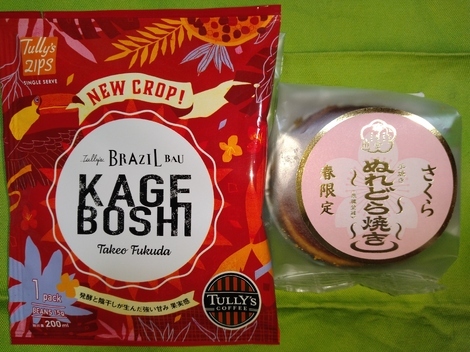 Tully's
ZIPS
SINGLE SERVE
NEW CROP!
Tully's BRAZIL BAU
KAGE
BOSHI
Takeo Fukuda
発酵と陰干しが生んだ強い甘み 果実感
1 pack
BEANS 15g
200ml
TULLY'S
COFFEE
さくら
ぬれどら焼き
春限定